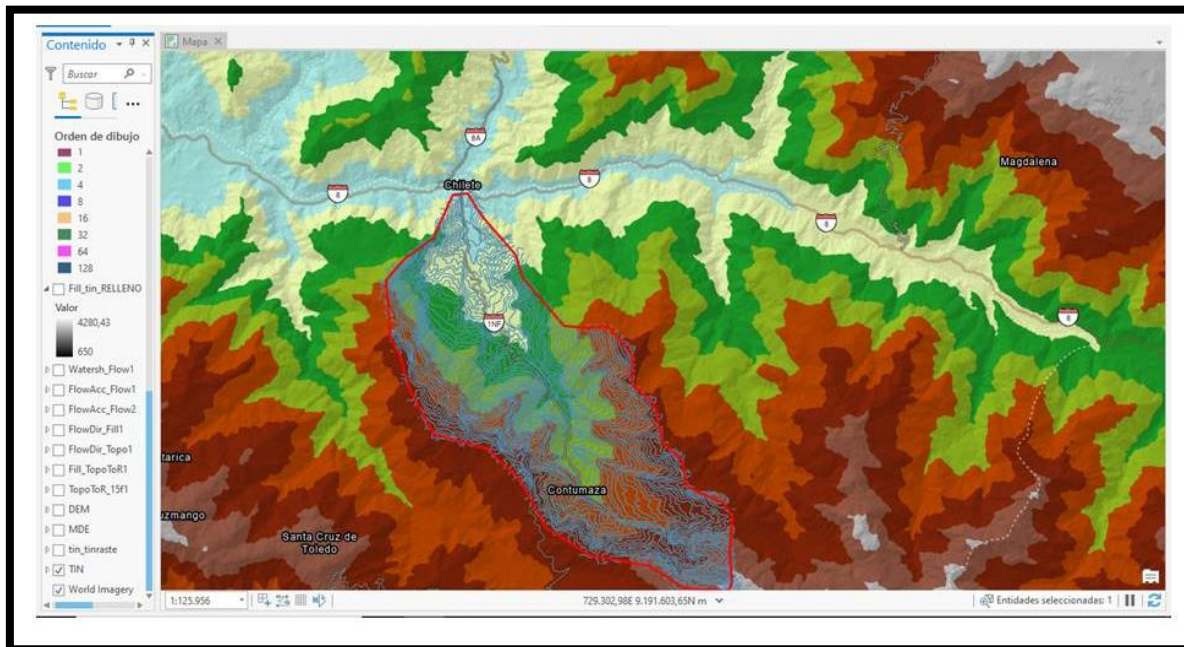 Contenido
Buscar
Orden de dibujo
1
2
4
8
16
32
64
128
Fill_tin_RELLENO
Valor
4280,43
650
Watersh_Flow1
FlowAcc_Flow1
FlowAcc_Flow2
FlowDir_Fill1
FlowDir_Topo1
Fill_TopoToR1
TopoToR_15f1
DEM
MDE
tin_tinraste
TIN
World Imagery
Mapa
8A
Magdalena
Chilete
8
8
8
1NF
8
tarica
Contumaza
uzmango
Santa Cruz de
Toledo
1:125.956
729.302,98E 9.191.603,65N m
Entidades seleccionadas: 1